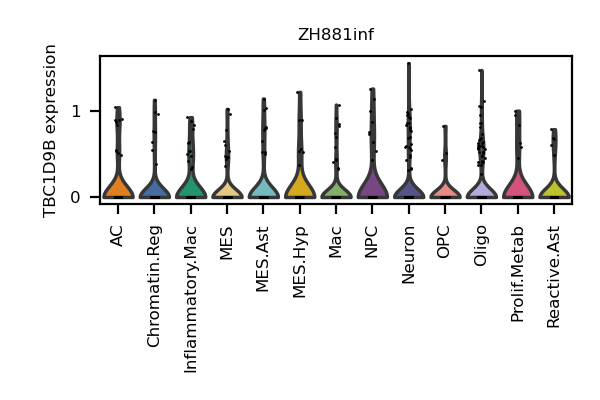 ZH881inf
TBC1D9B expression
1
0
AC
Chromatin.Reg
Inflammatory.Mac
MES
MES.Ast
MES.Hyp
Mac
NPC
Neuron
OPC
Oligo
Prolif.Metab
Reactive.Ast